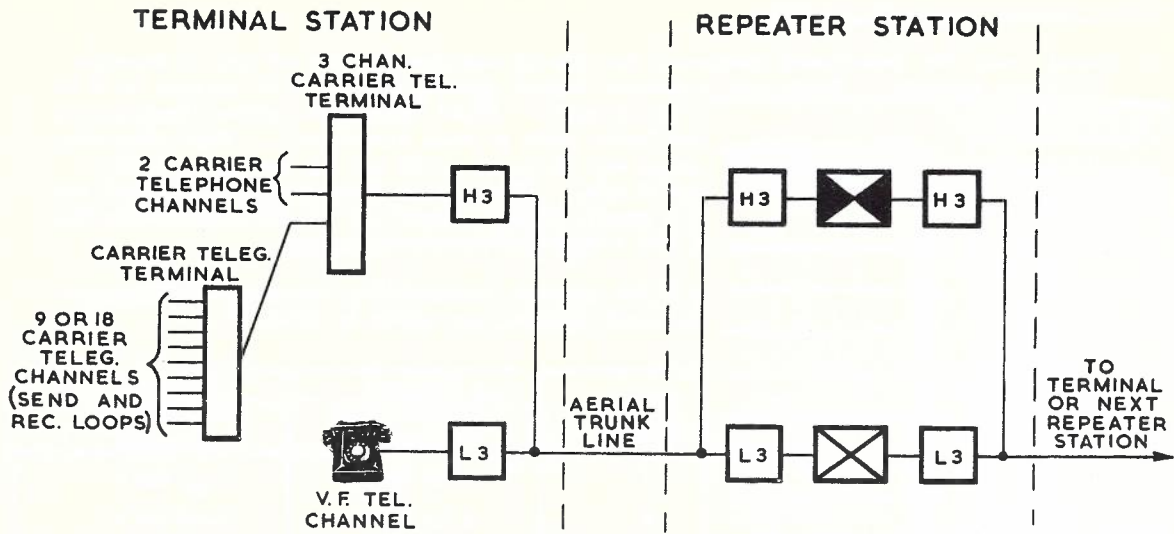 TERMINAL STATION
REPEATER STATION
3 CHAN.
CARRIER TEL.
TERMINAL
2 CARRIER
TELEPHONE
CHANNELS
H3
H3
H3
CARRIER TELEG.
TERMINAL
9 OR 18
CARRIER
TELEG.
CHANNELS
(SEND AND
REC. LOOPS)
V.F. TEL.
CHANNEL
L3
AERIAL
TRUNK
LINE
L3
L3
TO
TERMINAL
OR NEXT
REPEATER
STATION